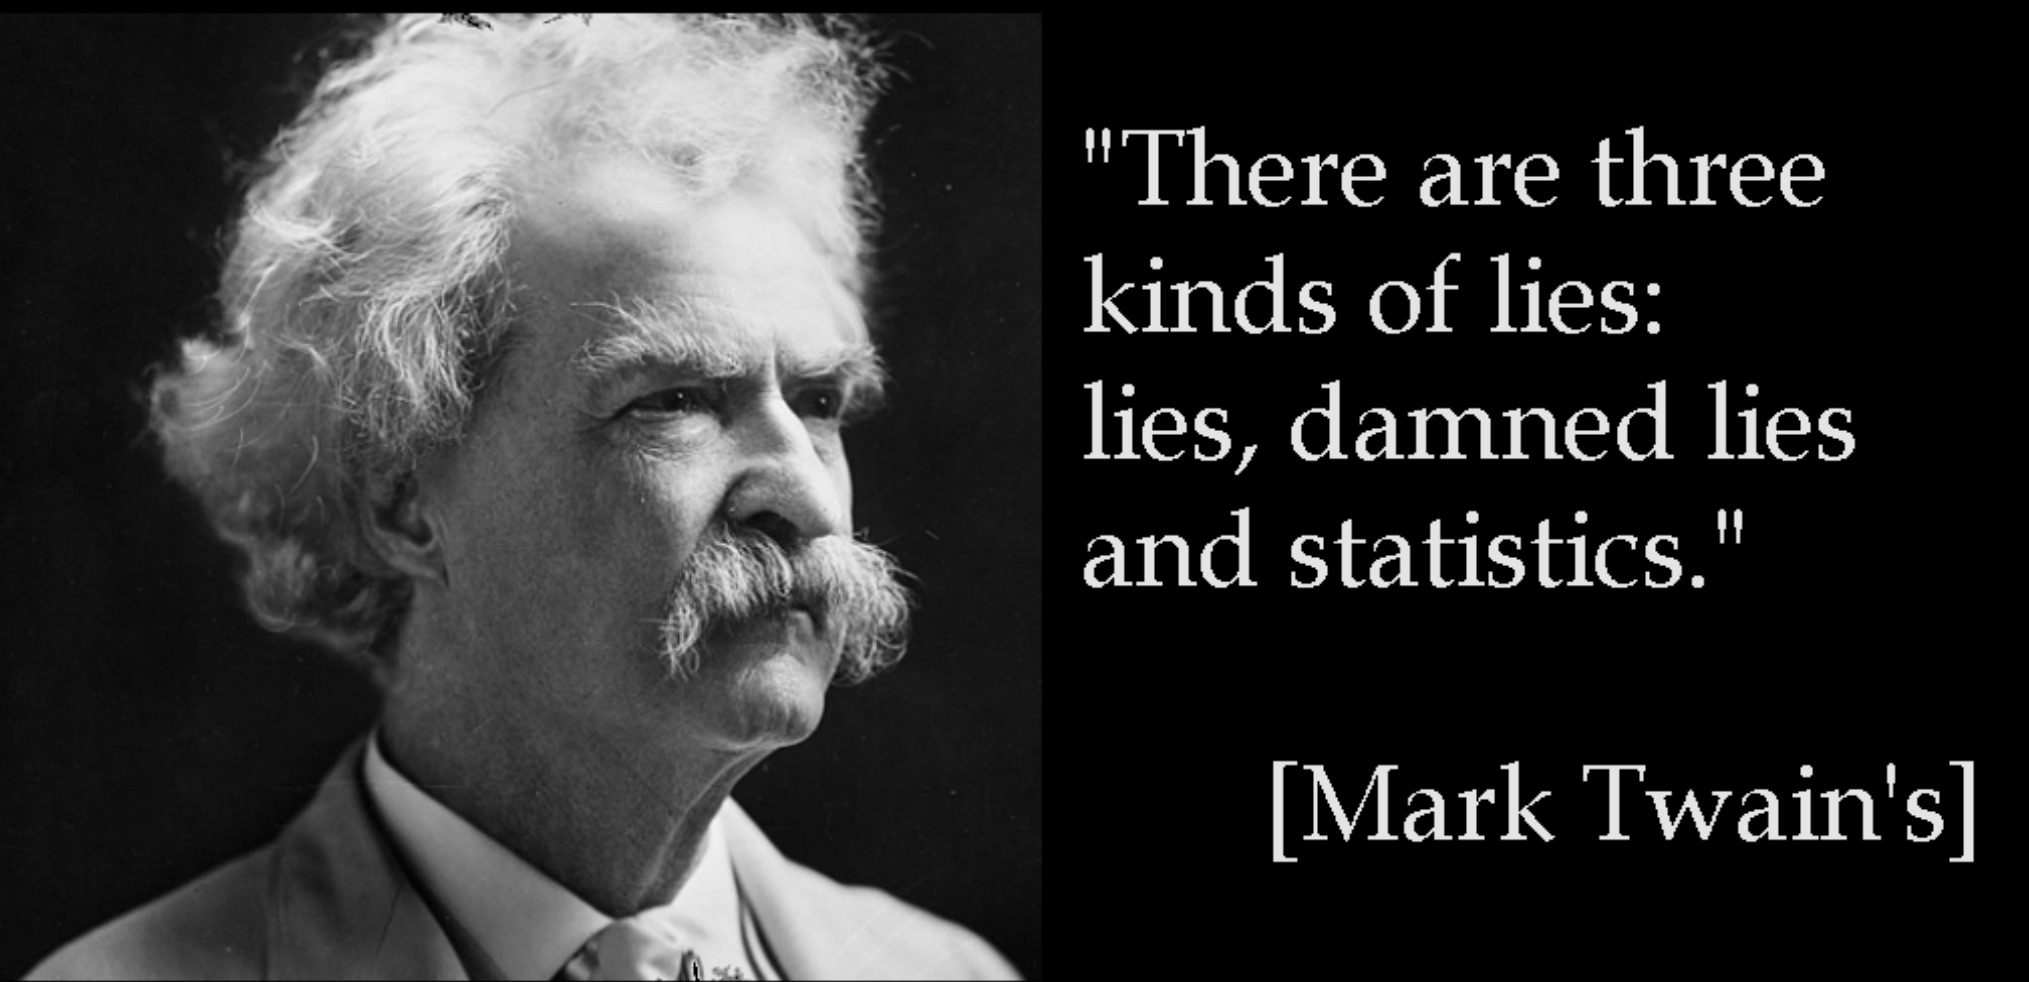 "There are three
kinds of lies:
lies, damned lies
and statistics."
[Mark Twain's]